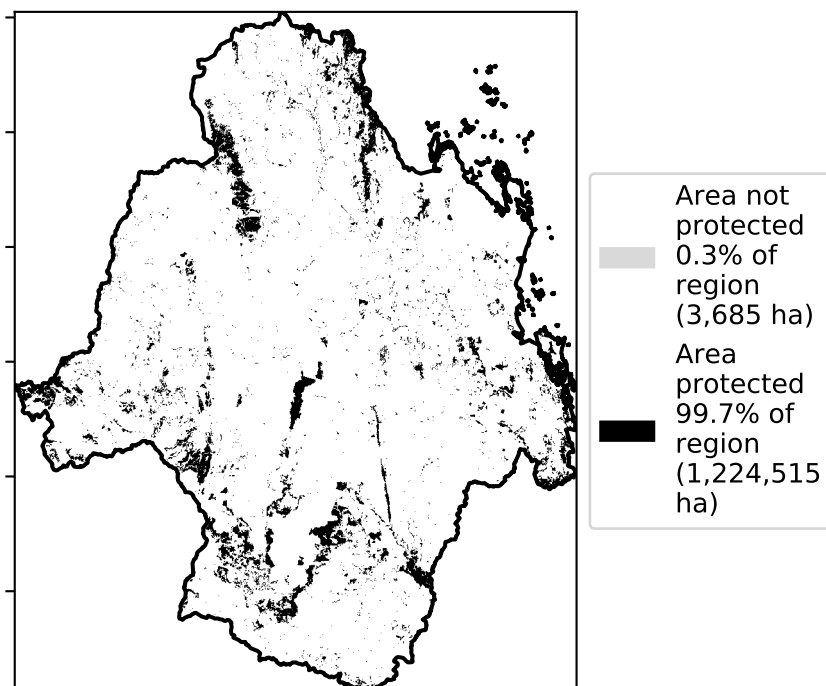 Area not
protected
0.3% of
region
(3,685 ha)
Area
protected
99.7% of
region
(1,224,515
ha)